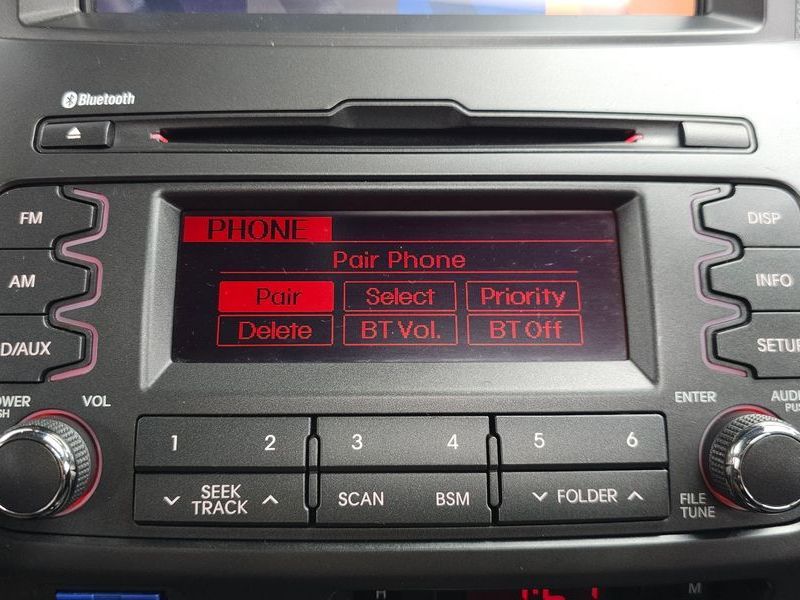 Bluetooth
FM
DISP
AM
INFO
PHONE
Pair Phone
Pair Select Priority
Delete BT Vol. BT Off
D/AUX
SETUP
VOL
ENTER
1 2 3 4 5 6
SEEK
TRACK
SCAN
BSM
FOLDER
FILE
TUNE
M